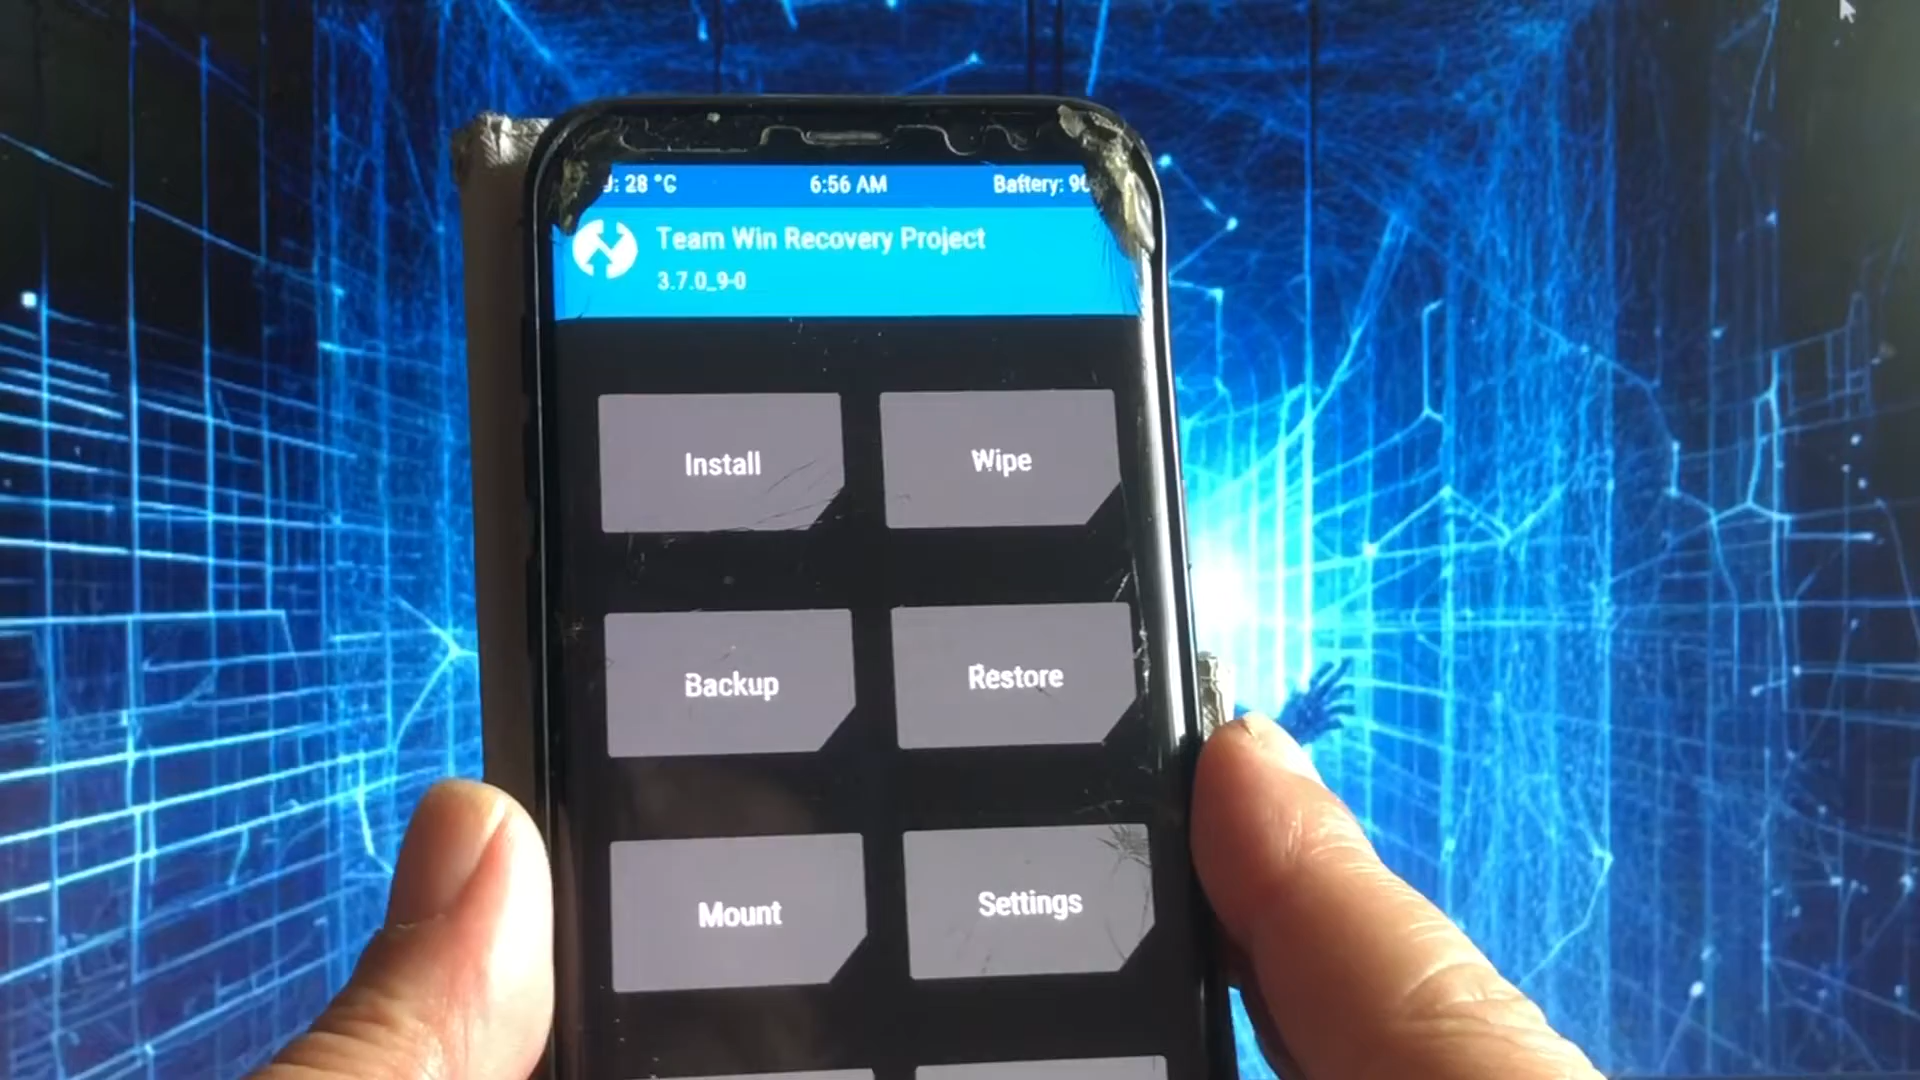 : 28 °C
6:56 AM
Battery: 90
Team Win Recovery Project
3.7.0_9-0
Install
Wipe
Backup
Restore
Mount
Settings